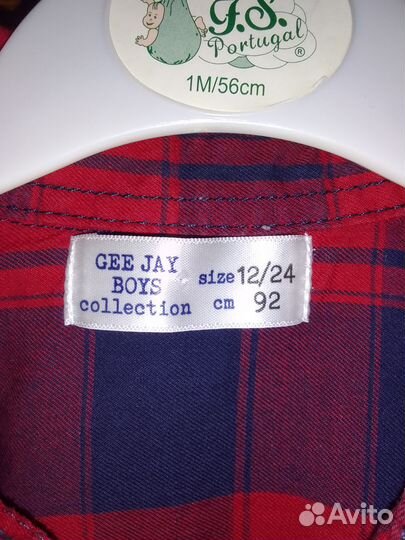 J.S.
Portugal
®
1M/56cm
GEE JAY size 12/24
BOYS
collection cm 92
Avito